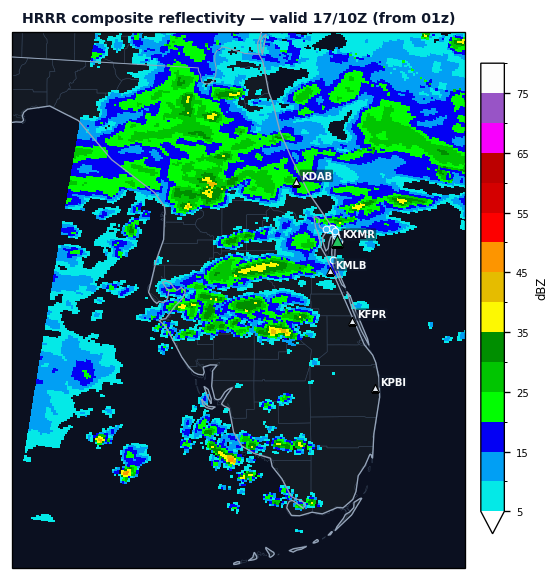 HRRR composite reflectivity — valid 17/10Z (from 01z)
KDAB
KXMR
KMLB
KFPR
KPBI
75
65
55
45
35
25
15
5
dBZ